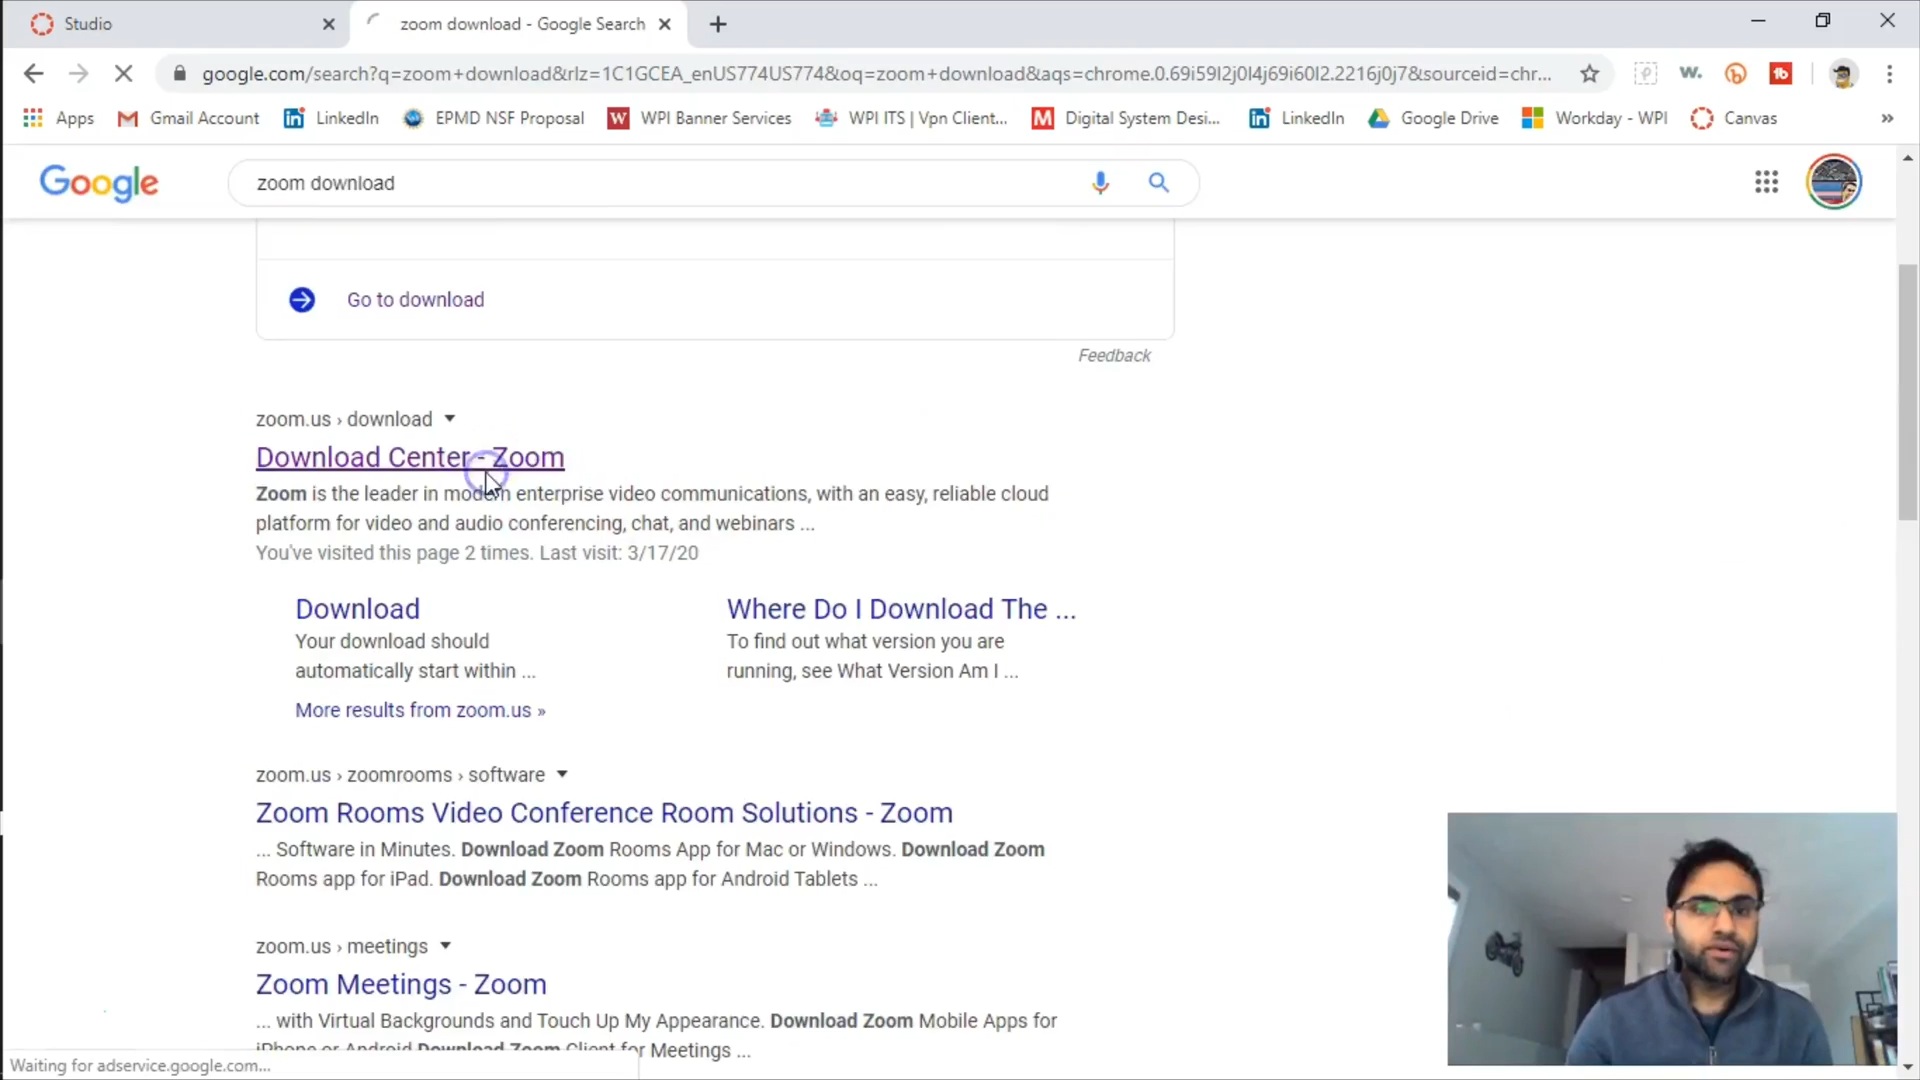 Studio
zoom download - Google Search
google.com/search?q=zoom+download&rlz=1C1GCEA_enUS774US774&oq=zoom+download&aqs=chrome.0.69i59l2j0l4j69i60l2.2216j0j7&sourceid=chr...
Apps Gmail Account LinkedIn EPMD NSF Proposal WPI Banner Services WPI ITS | Vpn Client... Digital System Desi... LinkedIn Google Drive Workday - WPI Canvas »
Google
zoom download
Go to download
Feedback
zoom.us › download
Download Center - Zoom
Zoom is the leader in modern enterprise video communications, with an easy, reliable cloud
platform for video and audio conferencing, chat, and webinars ...
You've visited this page 2 times. Last visit: 3/17/20
Download
Your download should
automatically start within ...
Where Do I Download The ...
To find out what version you are
running, see What Version Am I ...
More results from zoom.us »
zoom.us › zoomrooms › software
Zoom Rooms Video Conference Room Solutions - Zoom
... Software in Minutes. Download Zoom Rooms App for Mac or Windows. Download Zoom
Rooms app for iPad. Download Zoom Rooms app for Android Tablets ...
zoom.us › meetings
Zoom Meetings - Zoom
... with Virtual Backgrounds and Touch Up My Appearance. Download Zoom Mobile Apps for
iPhone or Android Download Zoom Client for Meetings ...
Waiting for adservice.google.com...